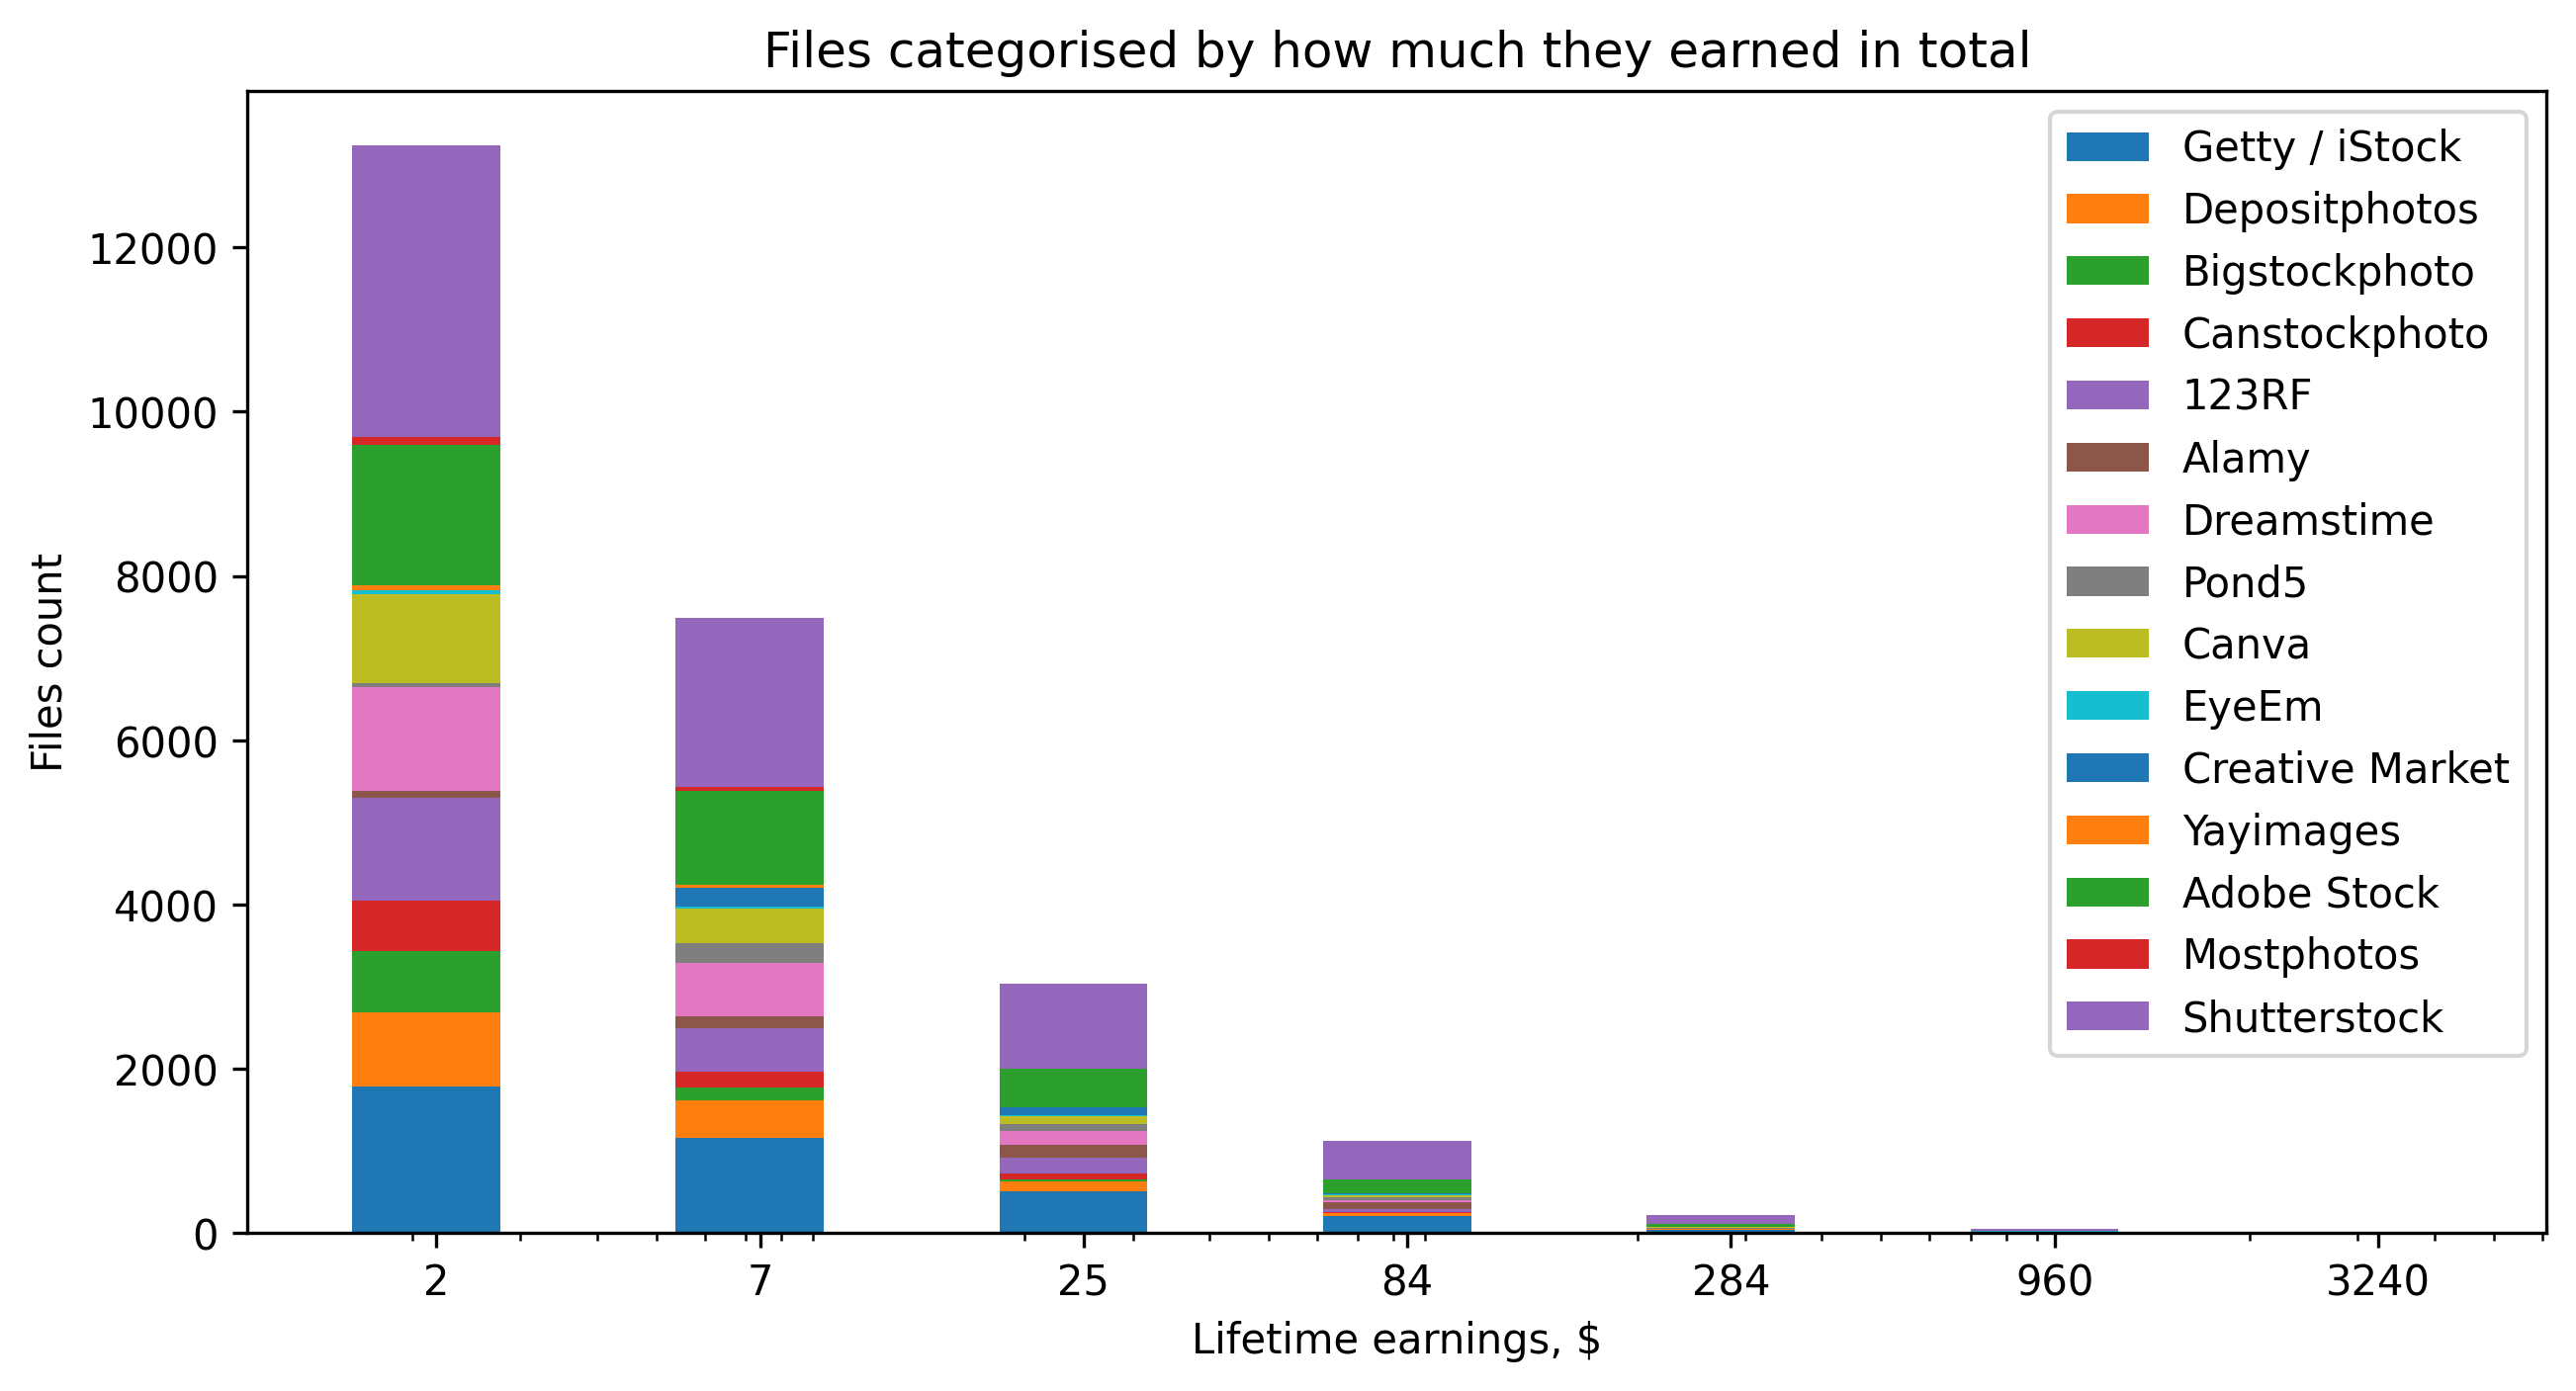 Files categorised by how much they earned in total
Files count
12000
10000
8000
6000
4000
2000
0
2 7 25 84 284 960 3240
Lifetime earnings, $
Getty / iStock
Depositphotos
Bigstockphoto
Canstockphoto
123RF
Alamy
Dreamstime
Pond5
Canva
EyeEm
Creative Market
Yayimages
Adobe Stock
Mostphotos
Shutterstock